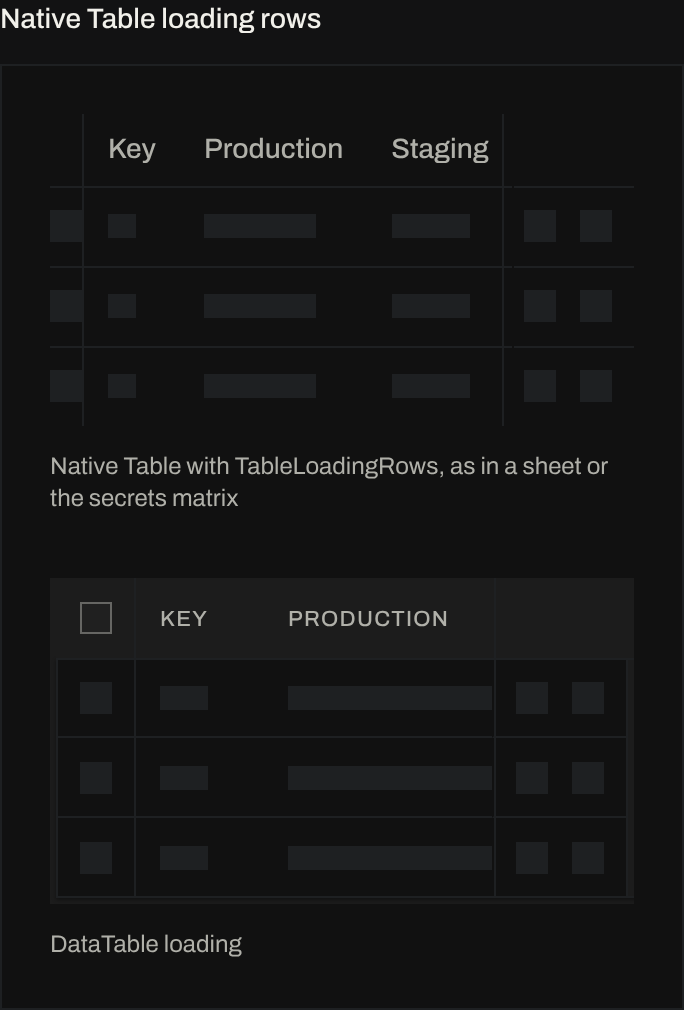 Native Table loading rows
Key Production Staging
Native Table with TableLoadingRows, as in a sheet or
the secrets matrix
KEY PRODUCTION
DataTable loading